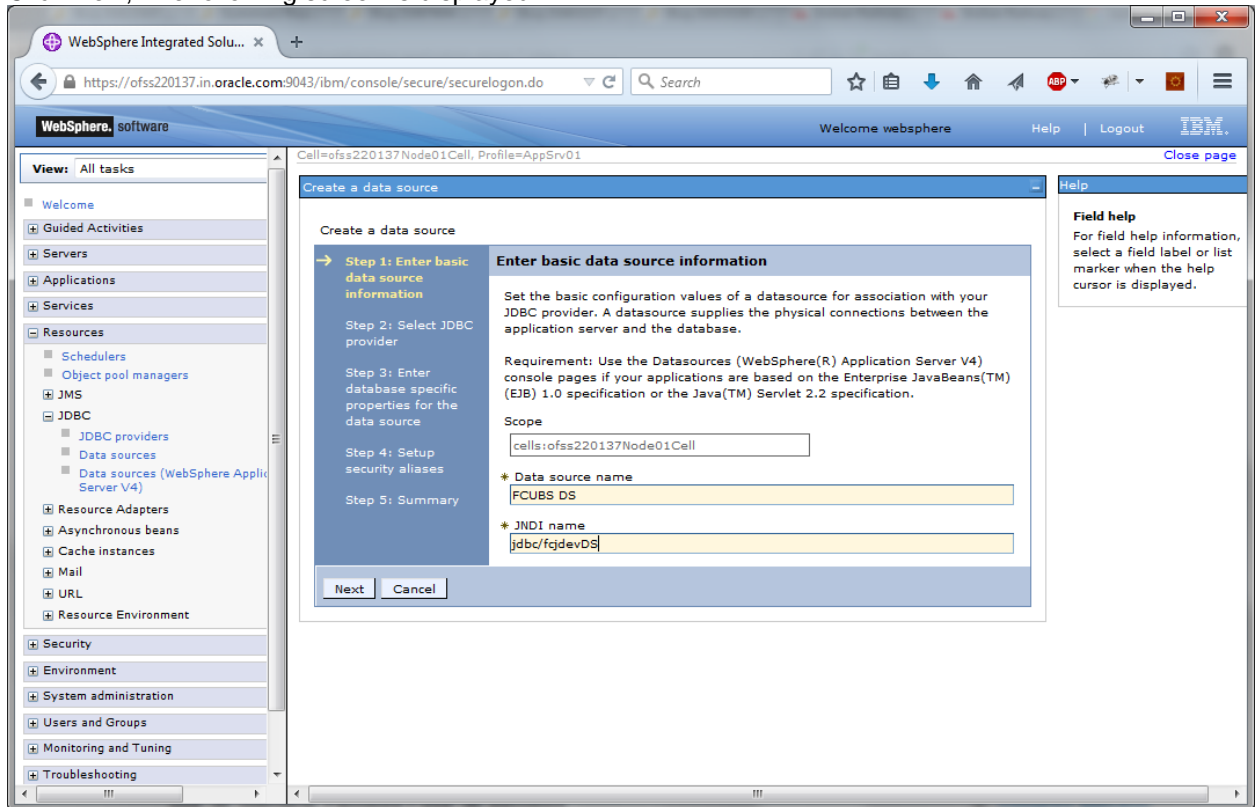 WebSphere Integrated Solu... × +
https://ofss220137.in.oracle.com:9043/ibm/console/secure/securelogon.do
Search
ABP
WebSphere. software
Welcome websphere
Help | Logout
IBM.
Cell=ofss220137Node01Cell, Profile=AppSrv01
Close page
View: All tasks
Welcome
Guided Activities
Servers
Applications
Services
Resources
Schedulers
Object pool managers
JMS
JDBC
JDBC providers
Data sources
Data sources (WebSphere Applic
Server V4)
Resource Adapters
Asynchronous beans
Cache instances
Mail
URL
Resource Environment
Security
Environment
System administration
Users and Groups
Monitoring and Tuning
Troubleshooting
Create a data source
Create a data source
Step 1: Enter basic
data source
information
Step 2: Select JDBC
provider
Step 3: Enter
database specific
properties for the
data source
Step 4: Setup
security aliases
Step 5: Summary
Enter basic data source information
Set the basic configuration values of a datasource for association with your
JDBC provider. A datasource supplies the physical connections between the
application server and the database.
Requirement: Use the Datasources (WebSphere(R) Application Server V4)
console pages if your applications are based on the Enterprise JavaBeans(TM)
(EJB) 1.0 specification or the Java(TM) Servlet 2.2 specification.
Scope
cells:ofss220137Node01Cell
* Data source name
FCUBS DS
* JNDI name
jdbc/fcjdevDS
Next Cancel
Help
Field help
For field help information,
select a field label or list
marker when the help
cursor is displayed.